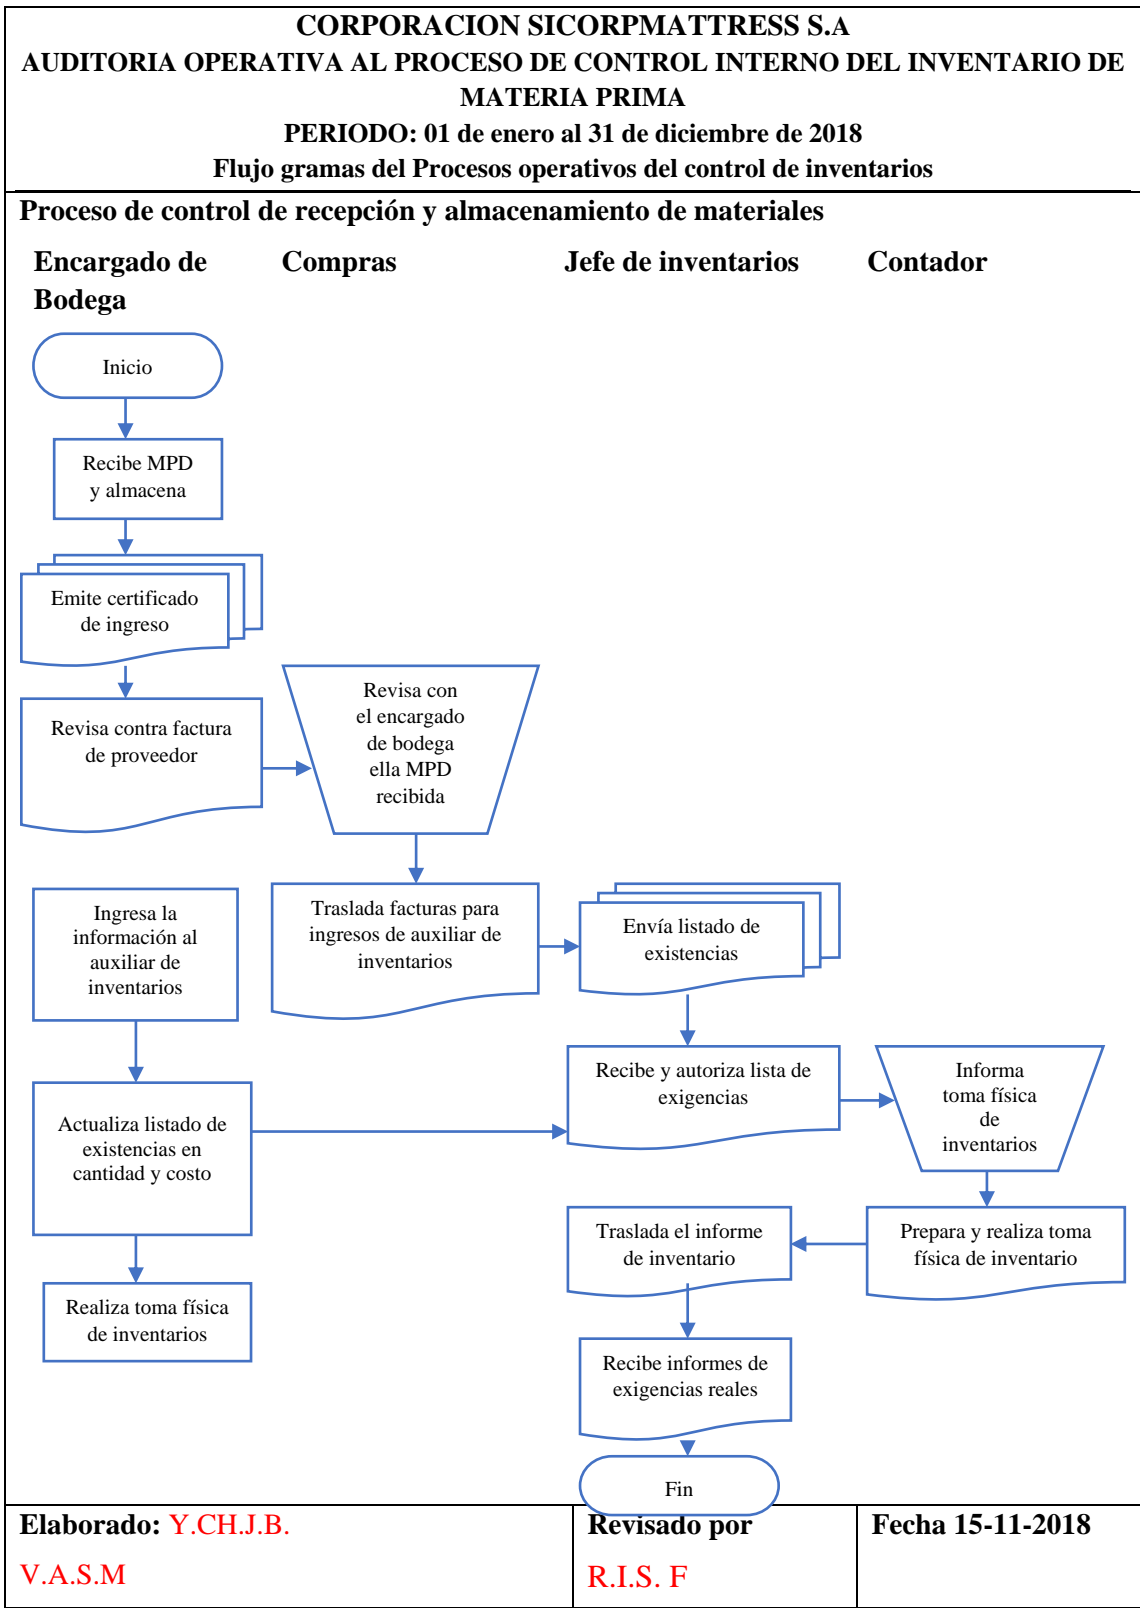 CORPORACION SICORPMATTRESS S.A
AUDITORIA OPERATIVA AL PROCESO DE CONTROL INTERNO DEL INVENTARIO DE
MATERIA PRIMA
PERIODO: 01 de enero al 31 de diciembre de 2018
Flujo gramas del Procesos operativos del control de inventarios
Proceso de control de recepción y almacenamiento de materiales
Encargado de
Bodega
Compras
Jefe de inventarios
Contador
Inicio
Recibe MPD
y almacena
Emite certificado
de ingreso
Revisa contra factura
de proveedor
Revisa con
el encargado
de bodega
ella MPD
recibida
Ingresa la
información al
auxiliar de
inventarios
Traslada facturas para
ingresos de auxiliar de
inventarios
Envía listado de
existencias
Actualiza listado de
existencias en
cantidad y costo
Recibe y autoriza lista de
exigencias
Informa
toma física
de
inventarios
Traslada el informe
de inventario
Prepara y realiza toma
física de inventario
Realiza toma física
de inventarios
Recibe informes de
exigencias reales
Fin
Elaborado: Y.CH.J.B.
V.A.S.M
Revisado por
R.I.S. F
Fecha 15-11-2018